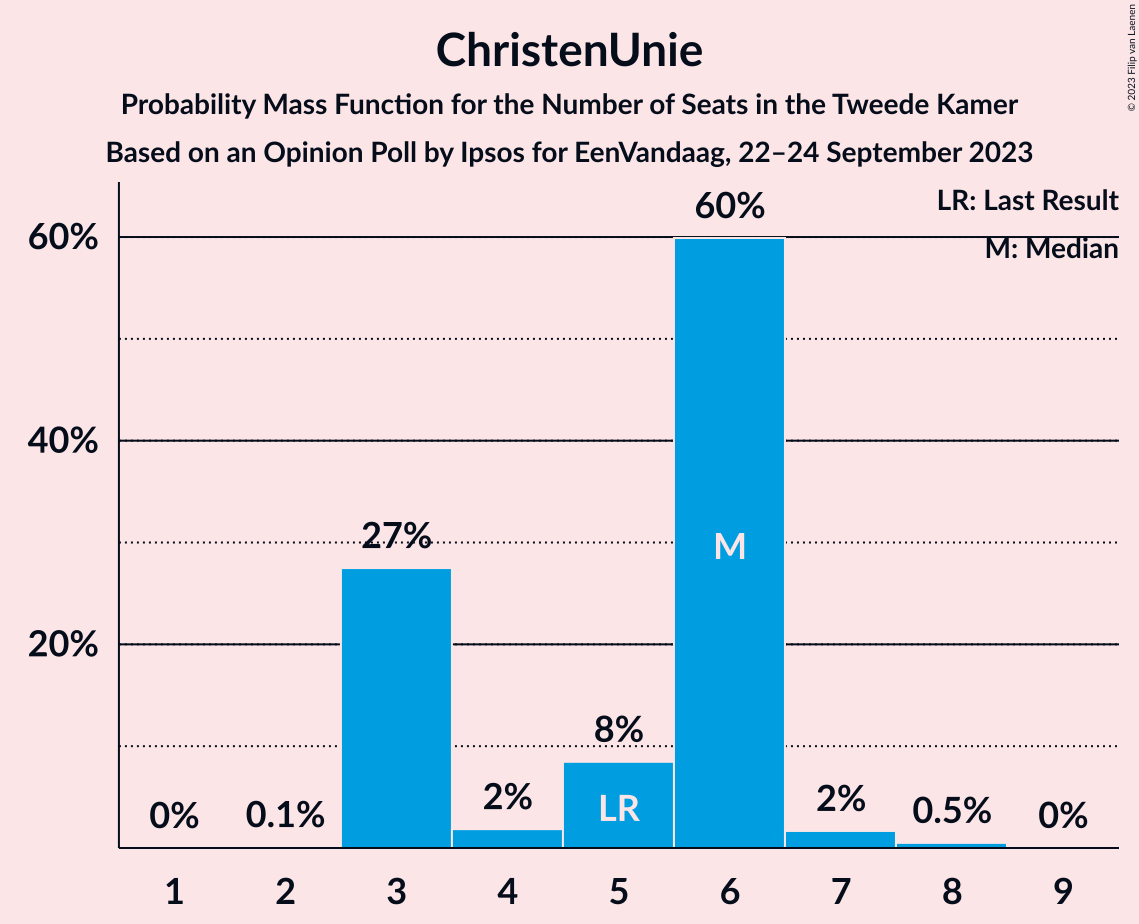 ChristenUnie
Probability Mass Function for the Number of Seats in the Tweede Kamer
Based on an Opinion Poll by Ipsos for EenVandaag, 22–24 September 2023
© 2023 Filip van Laenen
LR: Last Result
M: Median
60%
40%
20%
0%
0.1%
27%
2%
8%
60%
2%
0.5%
0%
LR
M
1 2 3 4 5 6 7 8 9